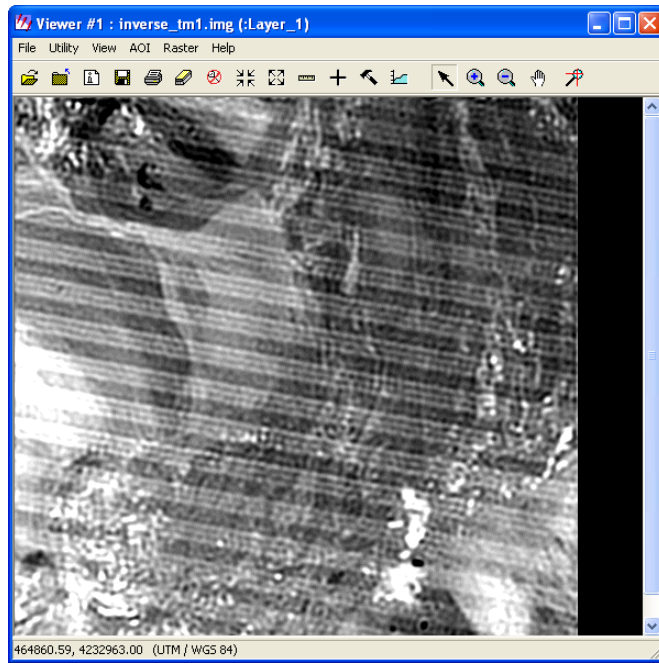 Viewer #1 : inverse_tm1.img (:Layer_1)
File Utility View AOI Raster Help
464860.59, 4232963.00 (UTM / WGS 84)